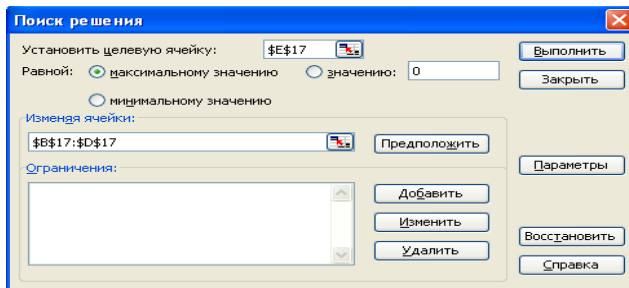 Поиск решения
Установить целевую ячейку: $E$17 Выполнить
Равной: максимальному значению значению: 0 Закрыть
минимальному значению
Изменяя ячейки:
$B$17:$D$17 Предположить
Ограничения: Параметры
Добавить
Изменить
Удалить
Восстановить
Справка